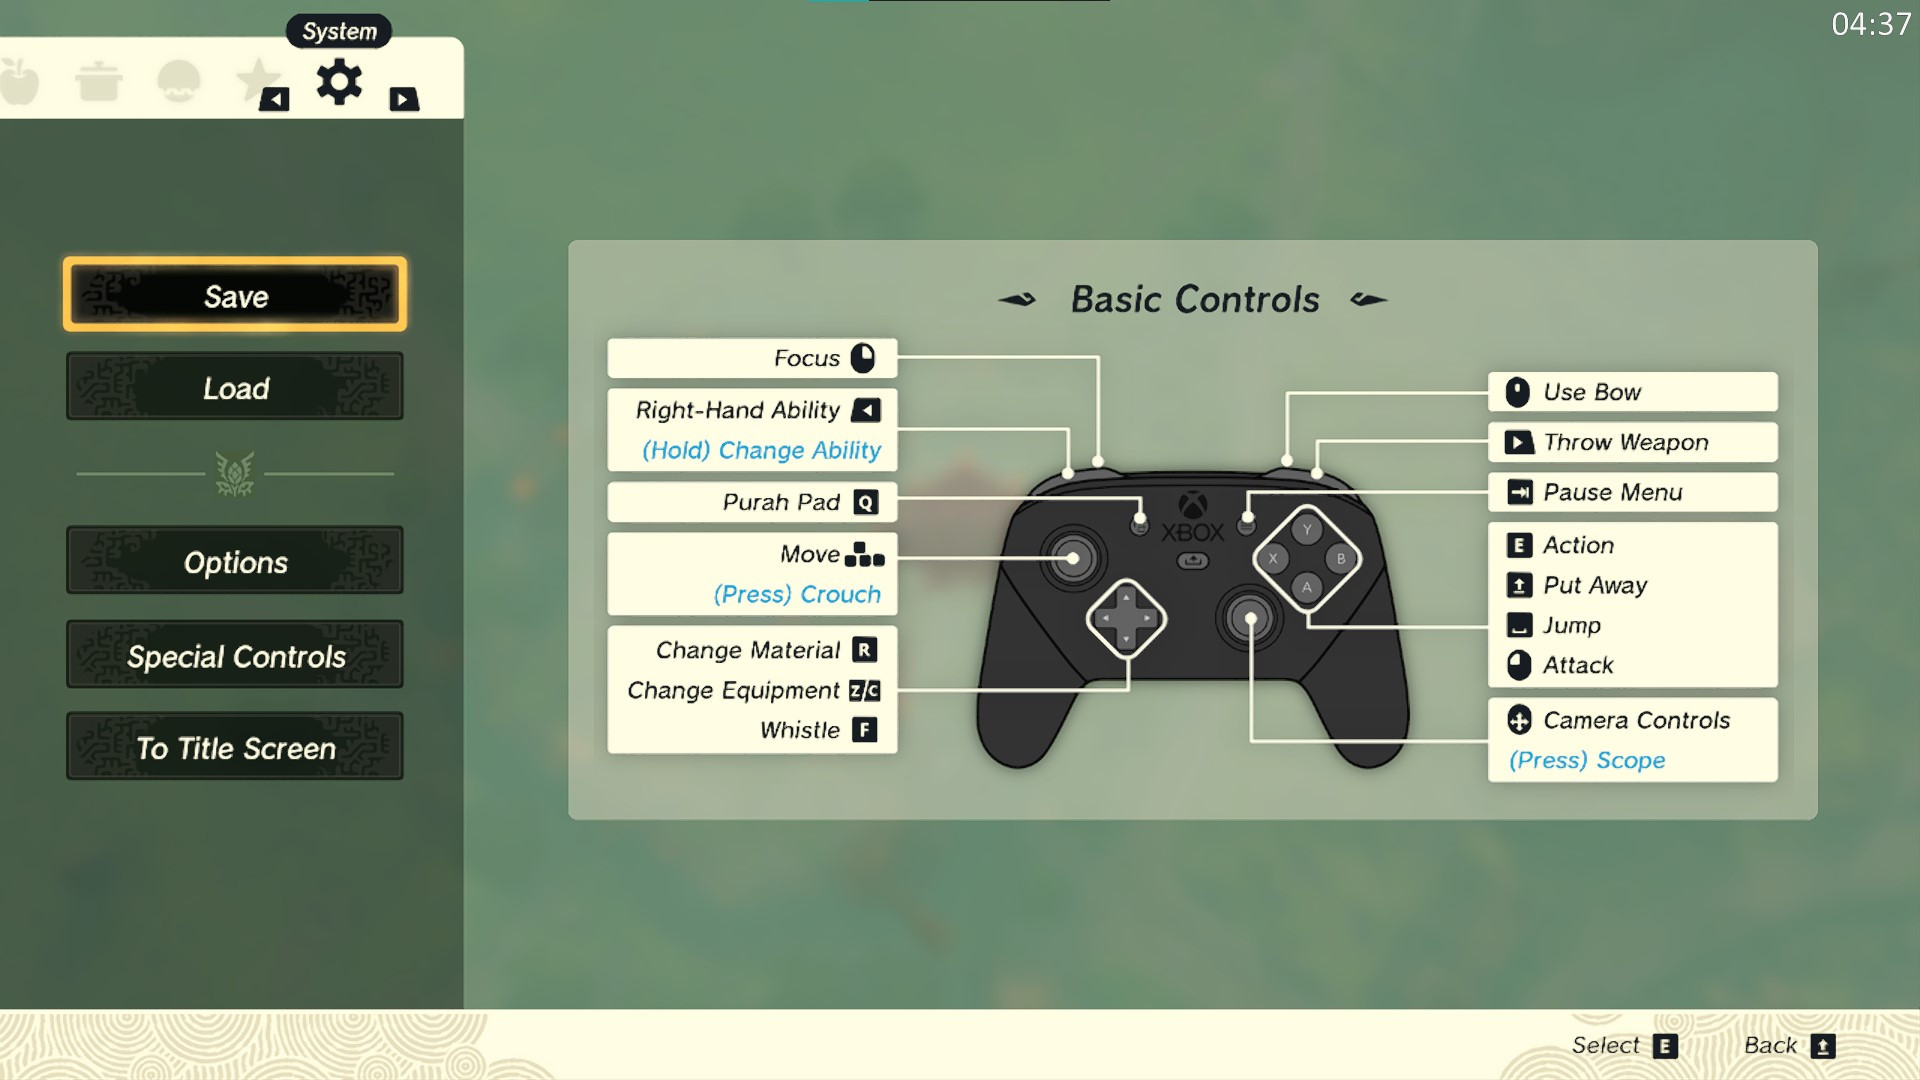 System
04:37
Save
Load
Options
Special Controls
To Title Screen
Basic Controls
Focus
Right-Hand Ability
(Hold) Change Ability
Purah Pad Q
Move
(Press) Crouch
Change Material R
Change Equipment Z/C
Whistle F
XBOX
Y
X
B
A
Use Bow
Throw Weapon
Pause Menu
E Action
Put Away
Jump
Attack
Camera Controls
(Press) Scope
Select E
Back